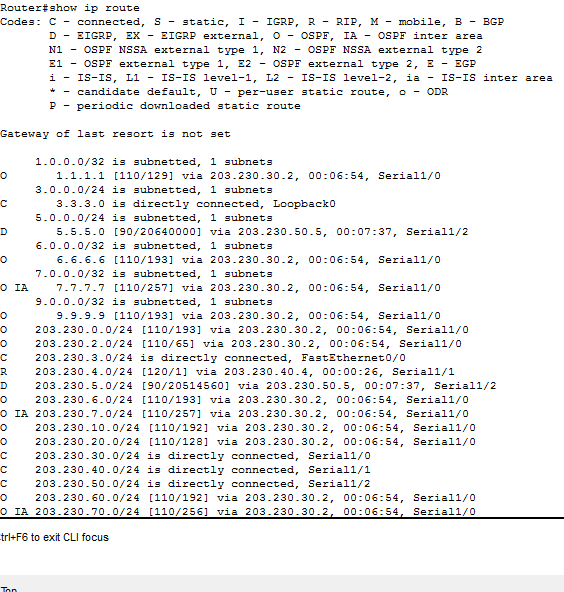 Router#show ip route
Codes: C - connected, S - static, I - IGRP, R - RIP, M - mobile, B - BGP
D - EIGRP, EX - EIGRP external, O - OSPF, IA - OSPF inter area
N1 - OSPF NSSA external type 1, N2 - OSPF NSSA external type 2
E1 - OSPF external type 1, E2 - OSPF external type 2, E - EGP
i - IS-IS, L1 - IS-IS level-1, L2 - IS-IS level-2, ia - IS-IS inter area
* - candidate default, U - per-user static route, o - ODR
P - periodic downloaded static route
Gateway of last resort is not set
1.0.0.0/32 is subnetted, 1 subnets
O 1.1.1.1 [110/129] via 203.230.30.2, 00:06:54, Serial1/0
3.0.0.0/24 is subnetted, 1 subnets
C 3.3.3.0 is directly connected, Loopback0
5.0.0.0/24 is subnetted, 1 subnets
D 5.5.5.0 [90/20640000] via 203.230.50.5, 00:07:37, Serial1/2
6.0.0.0/32 is subnetted, 1 subnets
O 6.6.6.6 [110/193] via 203.230.30.2, 00:06:54, Serial1/0
7.0.0.0/32 is subnetted, 1 subnets
O IA 7.7.7.7 [110/257] via 203.230.30.2, 00:06:54, Serial1/0
9.0.0.0/32 is subnetted, 1 subnets
O 9.9.9.9 [110/193] via 203.230.30.2, 00:06:54, Serial1/0
O 203.230.0.0/24 [110/193] via 203.230.30.2, 00:06:54, Serial1/0
O 203.230.2.0/24 [110/65] via 203.230.30.2, 00:06:54, Serial1/0
C 203.230.3.0/24 is directly connected, FastEthernet0/0
R 203.230.4.0/24 [120/1] via 203.230.40.4, 00:00:26, Serial1/1
D 203.230.5.0/24 [90/20514560] via 203.230.50.5, 00:07:37, Serial1/2
O 203.230.6.0/24 [110/193] via 203.230.30.2, 00:06:54, Serial1/0
O IA 203.230.7.0/24 [110/257] via 203.230.30.2, 00:06:54, Serial1/0
O 203.230.10.0/24 [110/192] via 203.230.30.2, 00:06:54, Serial1/0
O 203.230.20.0/24 [110/128] via 203.230.30.2, 00:06:54, Serial1/0
C 203.230.30.0/24 is directly connected, Serial1/0
C 203.230.40.0/24 is directly connected, Serial1/1
C 203.230.50.0/24 is directly connected, Serial1/2
O 203.230.60.0/24 [110/192] via 203.230.30.2, 00:06:54, Serial1/0
O IA 203.230.70.0/24 [110/256] via 203.230.30.2, 00:06:54, Serial1/0
trl+F6 to exit CLI focus
Top